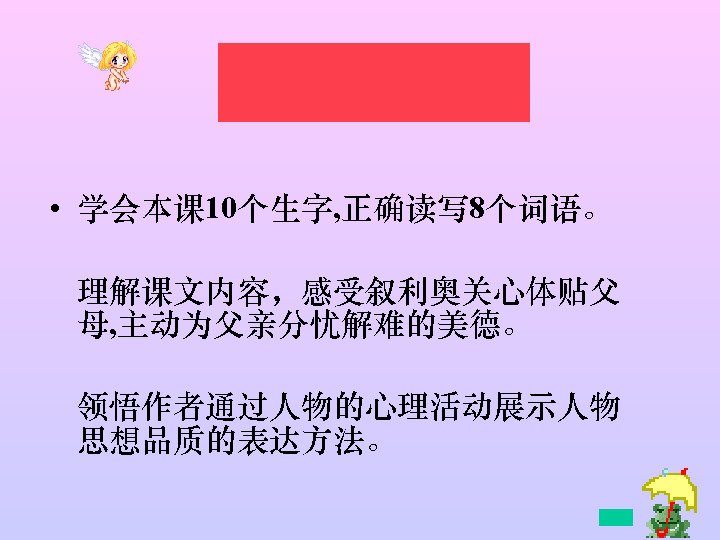 • 学会本课10个生字,正确读写8个词语。
理解课文内容，感受叙利奥关心体贴父
母,主动为父亲分忧解难的美德。
领悟作者通过人物的心理活动展示人物
思想品质的表达方法。